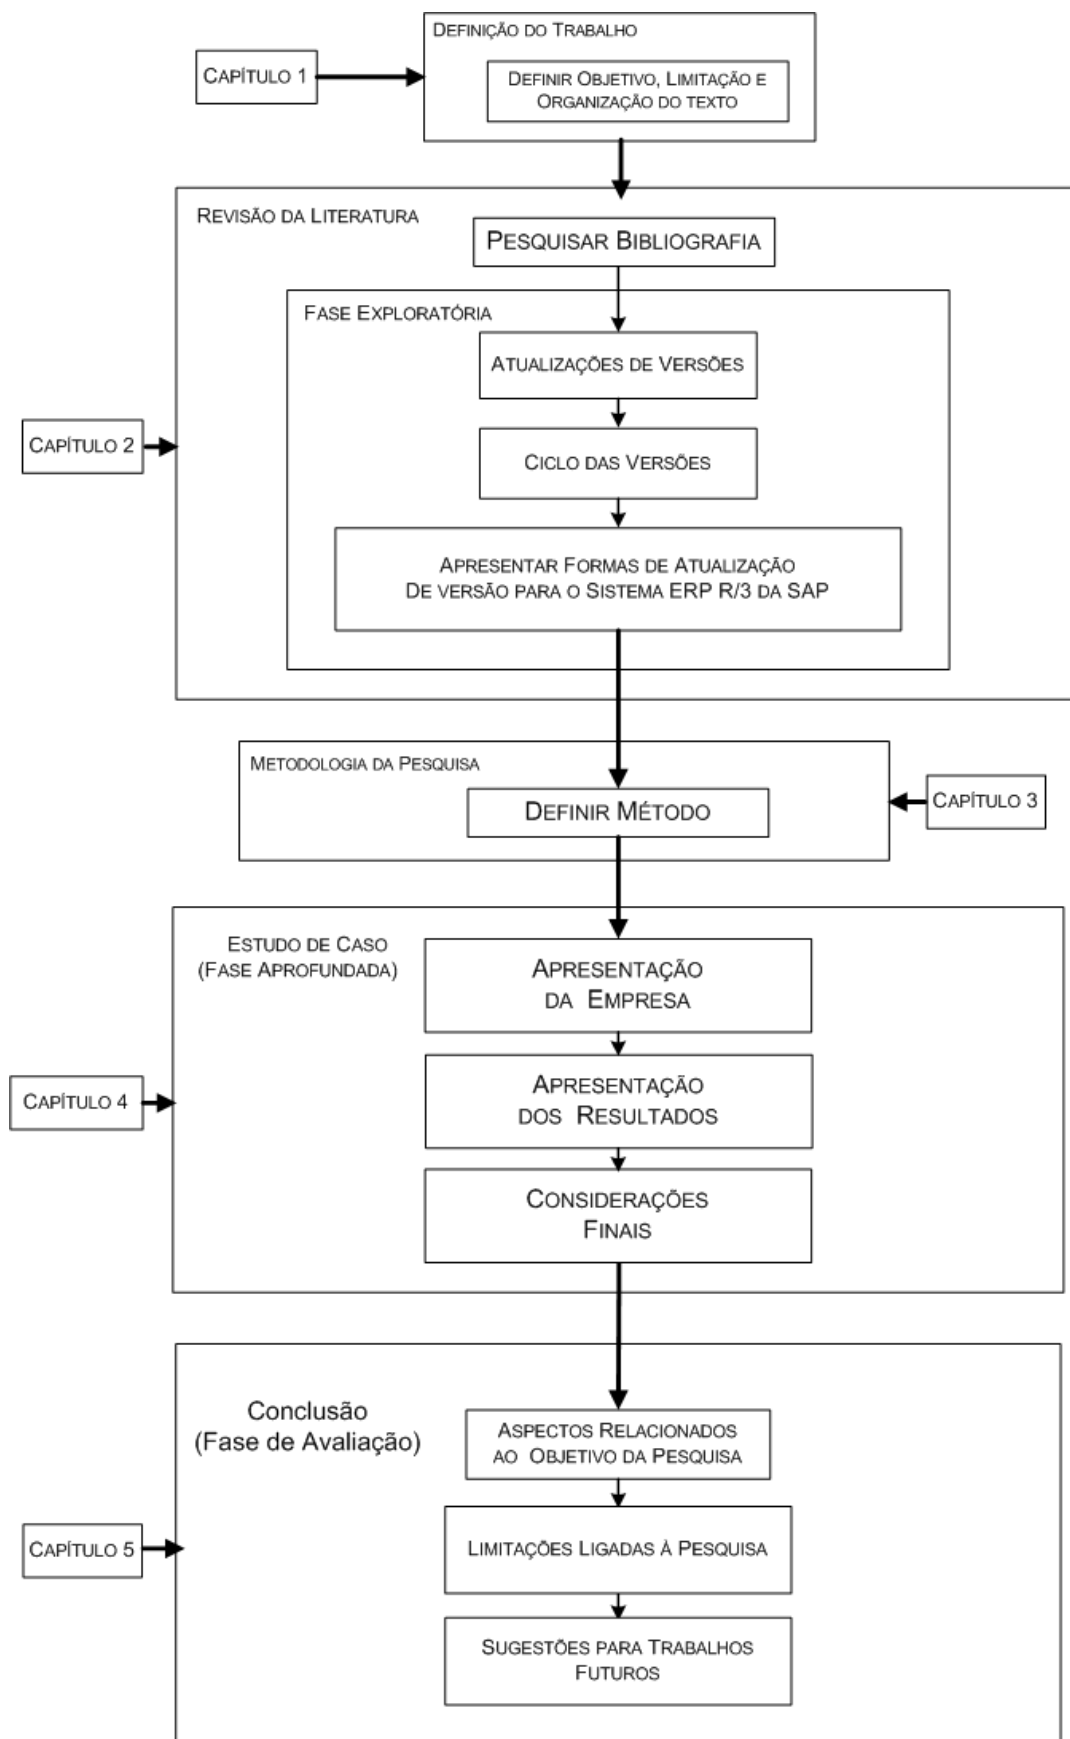 DEFINIÇÃO DO TRABALHO
CAPÍTULO 1
DEFINIR OBJETIVO, LIMITAÇÃO E
ORGANIZAÇÃO DO TEXTO
REVISÃO DA LITERATURA
PESQUISAR BIBLIOGRAFIA
FASE EXPLORATÓRIA
ATUALIZAÇÕES DE VERSÕES
CAPÍTULO 2
CICLO DAS VERSÕES
APRESENTAR FORMAS DE ATUALIZAÇÃO
DE VERSÃO PARA O SISTEMA ERP R/3 DA SAP
METODOLOGIA DA PESQUISA
DEFINIR MÉTODO
CAPÍTULO 3
ESTUDO DE CASO
(FASE APROFUNDADA)
APRESENTAÇÃO
DA EMPRESA
CAPÍTULO 4
APRESENTAÇÃO
DOS RESULTADOS
CONSIDERAÇÕES
FINAIS
Conclusão
(Fase de Avaliação)
ASPECTOS RELACIONADOS
AO OBJETIVO DA PESQUISA
CAPÍTULO 5
LIMITAÇÕES LIGADAS À PESQUISA
SUGESTÕES PARA TRABALHOS
FUTUROS